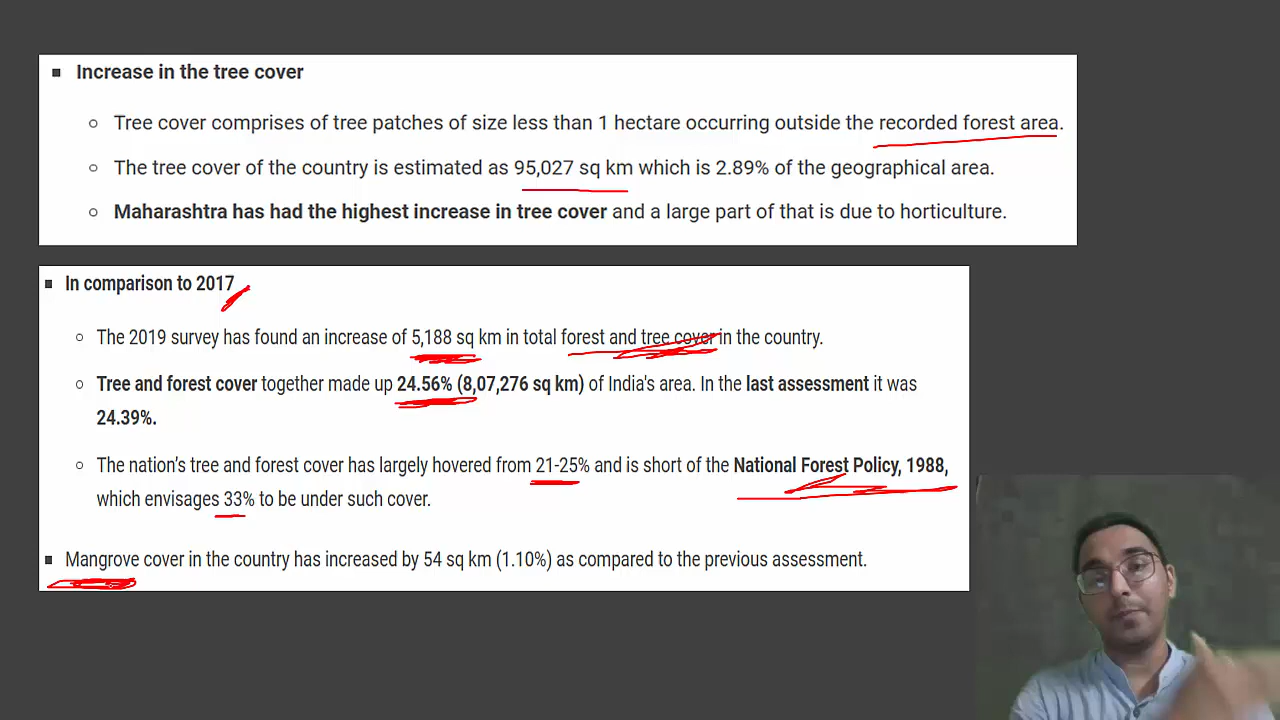 Increase in the tree cover
Tree cover comprises of tree patches of size less than 1 hectare occurring outside the recorded forest area.
The tree cover of the country is estimated as 95,027 sq km which is 2.89% of the geographical area.
Maharashtra has had the highest increase in tree cover and a large part of that is due to horticulture.
In comparison to 2017
The 2019 survey has found an increase of 5,188 sq km in total forest and tree cover in the country.
Tree and forest cover together made up 24.56% (8,07,276 sq km) of India's area. In the last assessment it was
24.39%.
The nation’s tree and forest cover has largely hovered from 21-25% and is short of the National Forest Policy, 1988,
which envisages 33% to be under such cover.
Mangrove cover in the country has increased by 54 sq km (1.10%) as compared to the previous assessment.